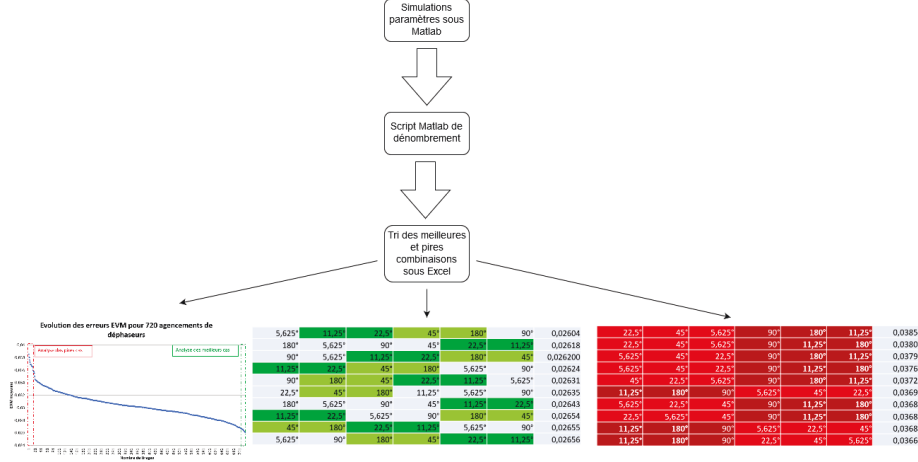 Simulations
paramètres sous
Matlab
Script Matlab de
dénombrement
Tri des meilleures
et pires
combinaisons
sous Excel
Evolution des erreurs EVM pour 720 agencements de
déphaseurs
Analyse des pires cas
Analyse des meilleurs cas
Nombre de tirages
5,625° 11,25° 22,5° 45° 180° 90° 0,02604
180° 5,625° 90° 45° 22,5° 11,25° 0,02618
90° 5,625° 11,25° 22,5° 180° 45° 0,026200
11,25° 22,5° 45° 180° 5,625° 90° 0,02624
90° 180° 45° 22,5° 11,25° 5,625° 0,02631
22,5° 45° 180° 11,25° 5,625° 90° 0,02635
180° 5,625° 90° 45° 11,25° 22,5° 0,02643
11,25° 22,5° 5,625° 90° 180° 45° 0,02654
45° 180° 22,5° 11,25° 5,625° 90° 0,02655
5,625° 90° 180° 45° 22,5° 11,25° 0,02656
22,5° 45° 5,625° 90° 180° 11,25° 0,0385
22,5° 45° 5,625° 90° 11,25° 180° 0,0380
5,625° 45° 22,5° 90° 180° 11,25° 0,0379
5,625° 45° 22,5° 90° 11,25° 180° 0,0376
45° 22,5° 5,625° 90° 180° 11,25° 0,0372
11,25° 180° 90° 5,625° 45° 22,5° 0,0369
5,625° 22,5° 45° 90° 11,25° 180° 0,0368
22,5° 5,625° 45° 90° 11,25° 180° 0,0368
11,25° 180° 90° 5,625° 22,5° 45° 0,0368
11,25° 180° 90° 22,5° 45° 5,625° 0,0366